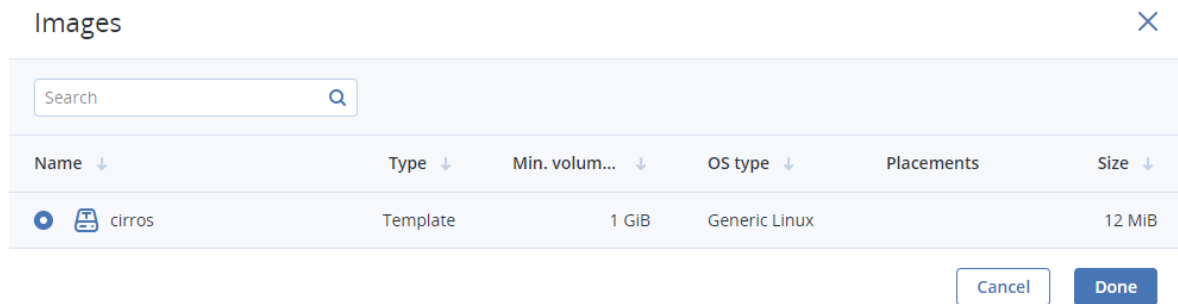 Images
Search
Name Type Min. volum... OS type Placements Size
cirros Template 1 GiB Generic Linux 12 MiB
Cancel Done